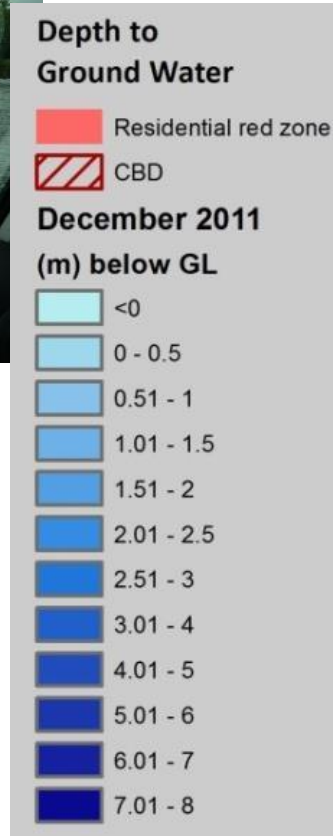 Depth to
Ground Water
Residential red zone
CBD
December 2011
(m) below GL
<0
0 - 0.5
0.51 - 1
1.01 - 1.5
1.51 - 2
2.01 - 2.5
2.51 - 3
3.01 - 4
4.01 - 5
5.01 - 6
6.01 - 7
7.01 - 8